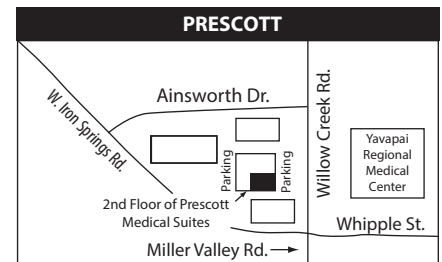 PRESCOTT
W. Iron Springs Rd.
Ainsworth Dr.
Willow Creek Rd.
Parking
Parking
Yavapai
Regional
Medical
Center
2nd Floor of Prescott
Medical Suites
Whipple St.
Miller Valley Rd.